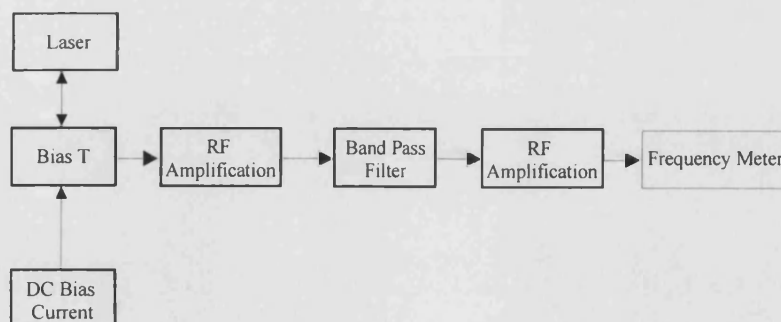 Laser
Bias T
RF
Amplification
Band Pass
Filter
RF
Amplification
Frequency Meter
DC Bias
Current